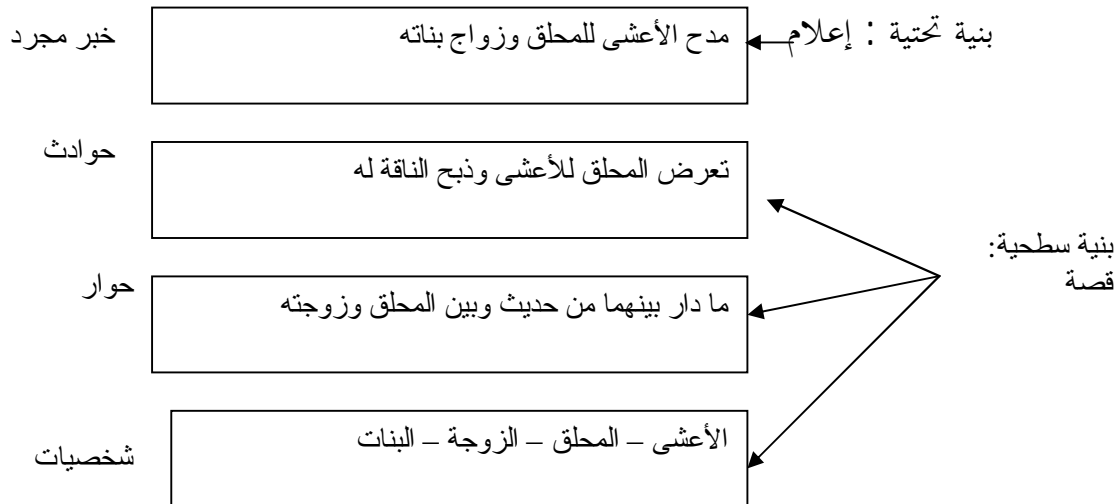 بنية تحتية : إعلام
مدح الأعشى للمحلق وزواج بناته
خبر مجرد
تعرض المحلق للأعشى وذبح الناقة له
حوادث
بنية سطحية:
قصة
ما دار بينهما من حديث وبين المحلق وزوجته
حوار
الأعشى – المحلق – الزوجة – البنات
شخصيات